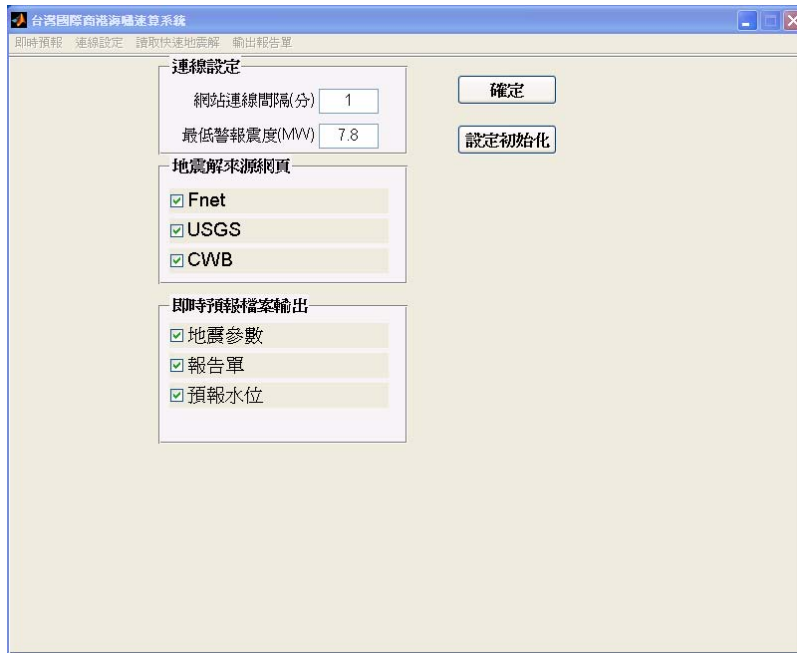 台灣國際商港海嘯速算系統
即時預報 連線設定 讀取快速地震解 輸出報告單
連線設定
網站連線間隔(分) 1
最低警報震度(MW) 7.8
確定
設定初始化
地震解來源網頁
Fnet
USGS
CWB
即時預報檔案輸出
地震參數
報告單
預報水位